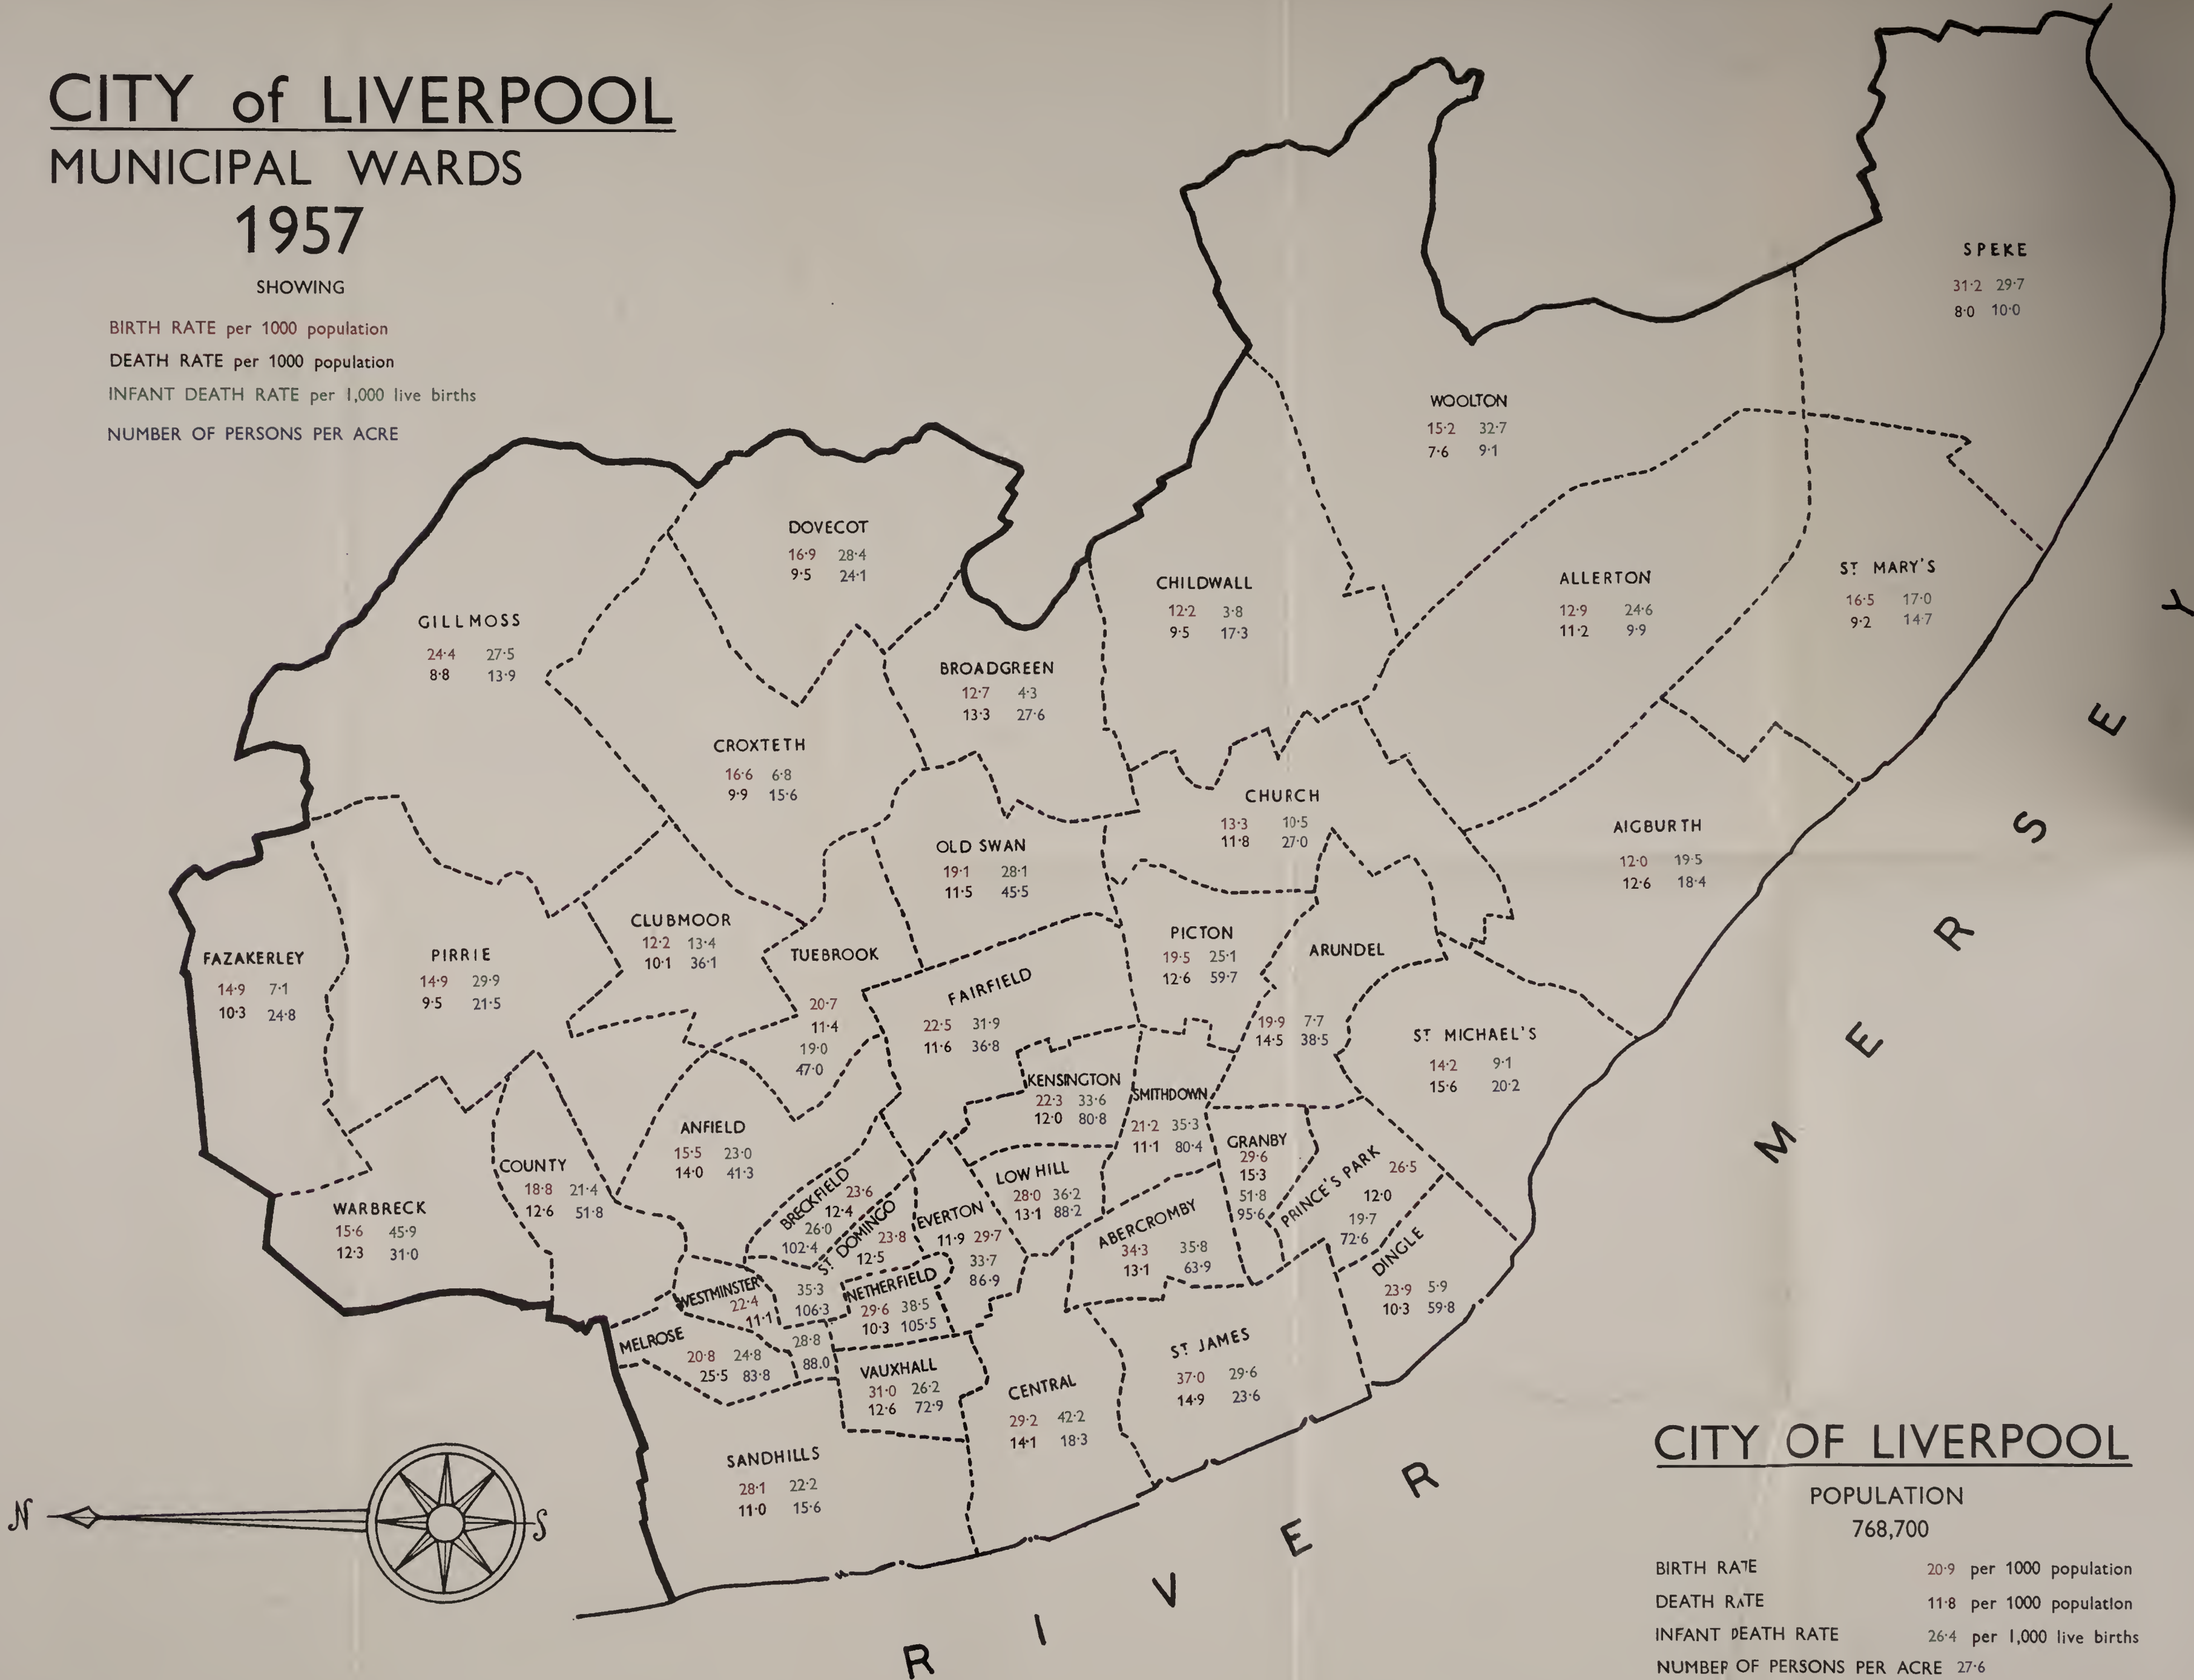 CITY of LIVERPOOL
MUNICIPAL WARDS
1957
SHOWING
BIRTH RATE per 1000 population
DEATH RATE per 1000 population
INFANT DEATH RATE per 1,000 live births
NUMBER OF PERSONS PER ACRE
SPEKE
31·2 29·7
8·0 10·0
WOOLTON
15·2 32·7
7·6 9·1
DOVECOT
16·9 28·4
9·5 24·1
CHILDWALL
12·2 3·8
9·5 17·3
ALLERTON
12·9 24·6
11·2 9·9
ST MARY'S
16·5 17·0
9·2 14·7
GILLMOSS
24·4 27·5
8·8 13·9
BROADGREEN
12·7 4·3
13·3 27·6
CROXTETH
16·6 6·8
9·9 15·6
CHURCH
13·3 10·5
11·8 27·0
AIGBURTH
12·0 19·5
12·6 18·4
OLD SWAN
19·1 28·1
11·5 45·5
CLUBMOOR
12·2 13·4
10·1 36·1
FAZAKERLEY
14·9 7·1
10·3 24·8
PIRRIE
14·9 29·9
9·5 21·5
TUEBROOK
20·7
11·4
19·0
47·0
FAIRFIELD
22·5 31·9
11·6 36·8
PICTON
19·5 25·1
12·6 59·7
ARUNDEL
19·9 7·7
14·5 38·5
ST MICHAEL'S
14·2 9·1
15·6 20·2
KENSINGTON
22·3 33·6
12·0 80·8
SMITHDOWN
21·2 35·3
11·1 80·4
ANFIELD
15·5 23·0
14·0 41·3
COUNTY
18·8 21·4
12·6 51·8
WARBRECK
15·6 45·9
12·3 31·0
BRECKFIELD
23·6
12·4
26·0
102·4
ST DOMINGO
23·8
12·5
35·3
106·3
EVERTON
11·9 29·7
33·7
86·9
LOW HILL
28·0 36·2
13·1 88·2
GRANBY
29·6
15·3
51·8
95·6
PRINCE'S PARK
26·5
12·0
19·7
72·6
ABERCROMBY
34·3 35·8
13·1 63·9
DINGLE
23·9 5·9
10·3 59·8
WESTMINSTER
22·4
11·1
28·8
88·0
NETHERFIELD
29·6 38·5
10·3 105·5
MELROSE
20·8 24·8
25·5 83·8
VAUXHALL
31·0 26·2
12·6 72·9
CENTRAL
29·2 42·2
14·1 18·3
ST JAMES
37·0 29·6
14·9 23·6
SANDHILLS
28·1 22·2
11·0 15·6
N
S
RIVER MERSEY
CITY OF LIVERPOOL
POPULATION
768,700
BIRTH RATE 20·9 per 1000 population
DEATH RATE 11·8 per 1000 population
INFANT DEATH RATE 26·4 per 1,000 live births
NUMBER OF PERSONS PER ACRE 27·6